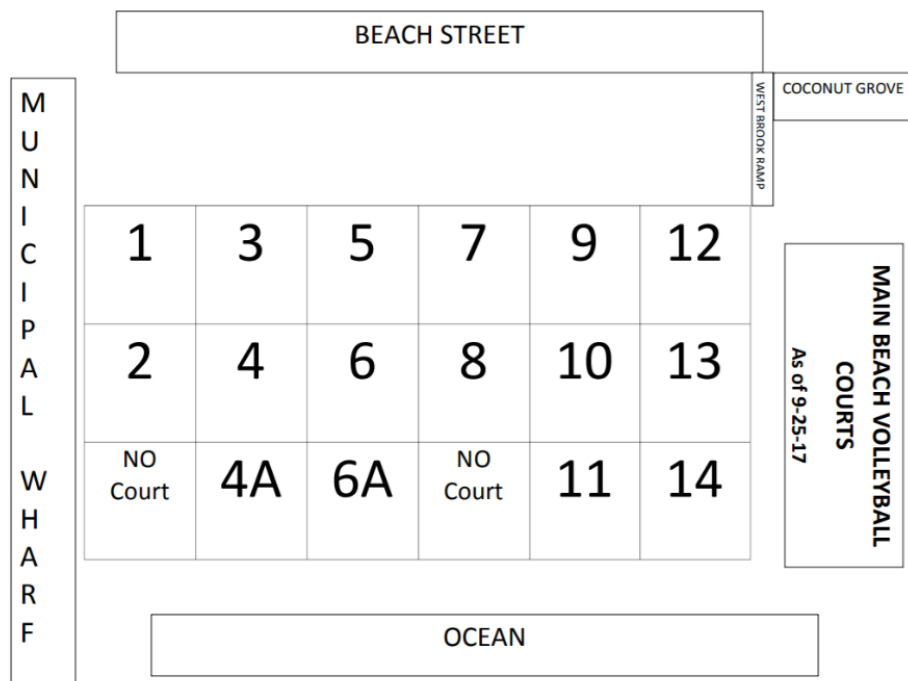 BEACH STREET
COCONUT GROVE
WEST BROOK RAMP
MUNICIPAL WHARF
1 3 5 7 9 12
2 4 6 8 10 13
NO Court 4A 6A NO Court 11 14
MAIN BEACH VOLLEYBALL
COURTS
As of 9-25-17
OCEAN